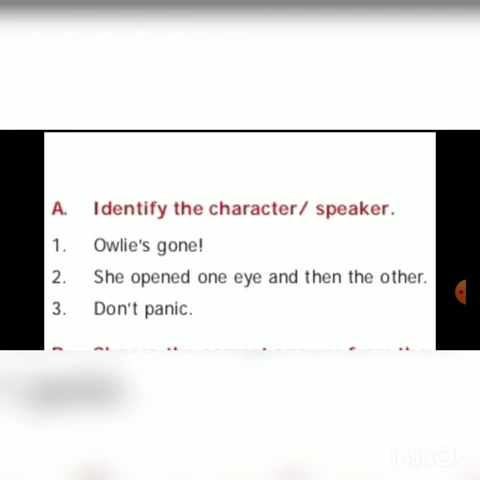 A. Identify the character/ speaker.
1. Owlie's gone!
2. She opened one eye and then the other.
3. Don't panic.